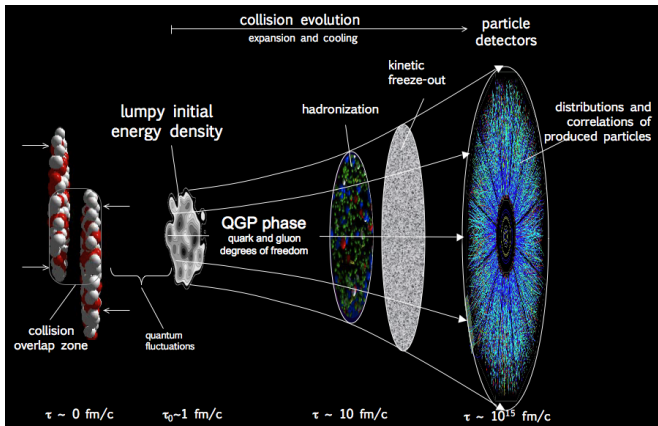 collision evolution
expansion and cooling
particle
detectors
kinetic
freeze-out
lumpy initial
energy density
hadronization
distributions and
correlations of
produced particles
QGP phase
quark and gluon
degrees of freedom
collision
overlap zone
quantum
fluctuations
τ ~ 0 fm/c
τ₀~1 fm/c
τ ~ 10 fm/c
τ ~ 10¹⁵ fm/c